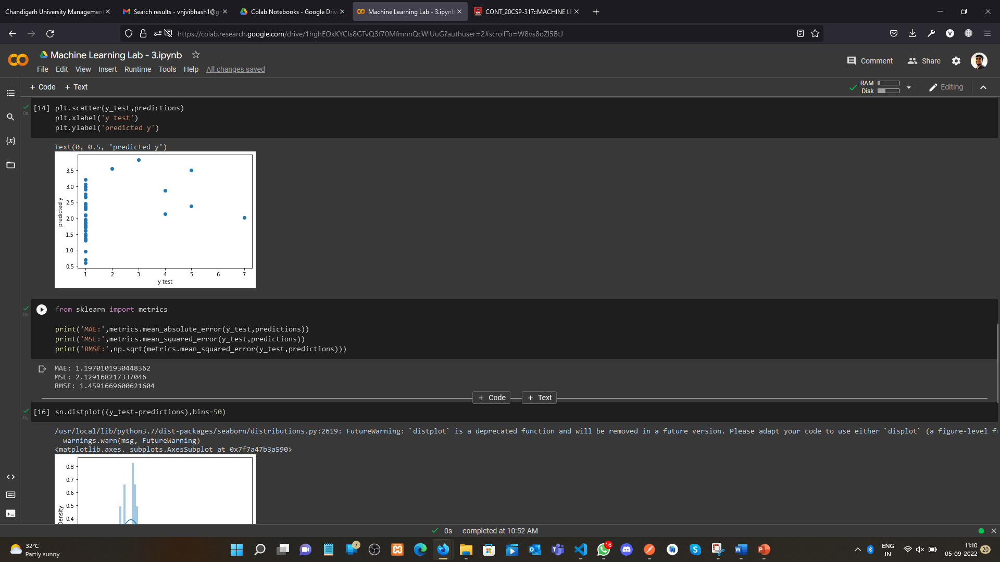 Chandigarh University Management
Search results - vnjvibhash1@g
Colab Notebooks - Google Drive
Machine Learning Lab - 3.ipynb
CONT_20CSP-317::MACHINE LE
https://colab.research.google.com/drive/1hghEOkKYCIs8GTvQ3f70MfmnnQcWlUuG?authuser=2#scrollTo=W8vs8oZl5BtJ
Machine Learning Lab - 3.ipynb
File Edit View Insert Runtime Tools Help All changes saved
Comment
Share
+ Code + Text
RAM
Disk
Editing
[14] plt.scatter(y_test,predictions)
plt.xlabel('y test')
plt.ylabel('predicted y')
0s
Text(0, 0.5, 'predicted y')
3.5
3.0
2.5
2.0
1.5
1.0
0.5
predicted y
1 2 3 4 5 6 7
y test
0s
from sklearn import metrics
print('MAE:',metrics.mean_absolute_error(y_test,predictions))
print('MSE:',metrics.mean_squared_error(y_test,predictions))
print('RMSE:',np.sqrt(metrics.mean_squared_error(y_test,predictions)))
MAE: 1.1970101930448362
MSE: 2.129168217337046
RMSE: 1.4591669600621604
+ Code + Text
[16] sn.distplot((y_test-predictions),bins=50)
0s
/usr/local/lib/python3.7/dist-packages/seaborn/distributions.py:2619: FutureWarning: `distplot` is a deprecated function and will be removed in a future version. Please adapt your code to use either `displot` (a figure-level fu
warnings.warn(msg, FutureWarning)
<matplotlib.axes._subplots.AxesSubplot at 0x7f7a47b3a590>
0.8
0.7
0.6
0.5
0.4
Density
0s completed at 10:52 AM
32°C
Partly sunny
7
16
ENG
IN
11:10
05-09-2022
20